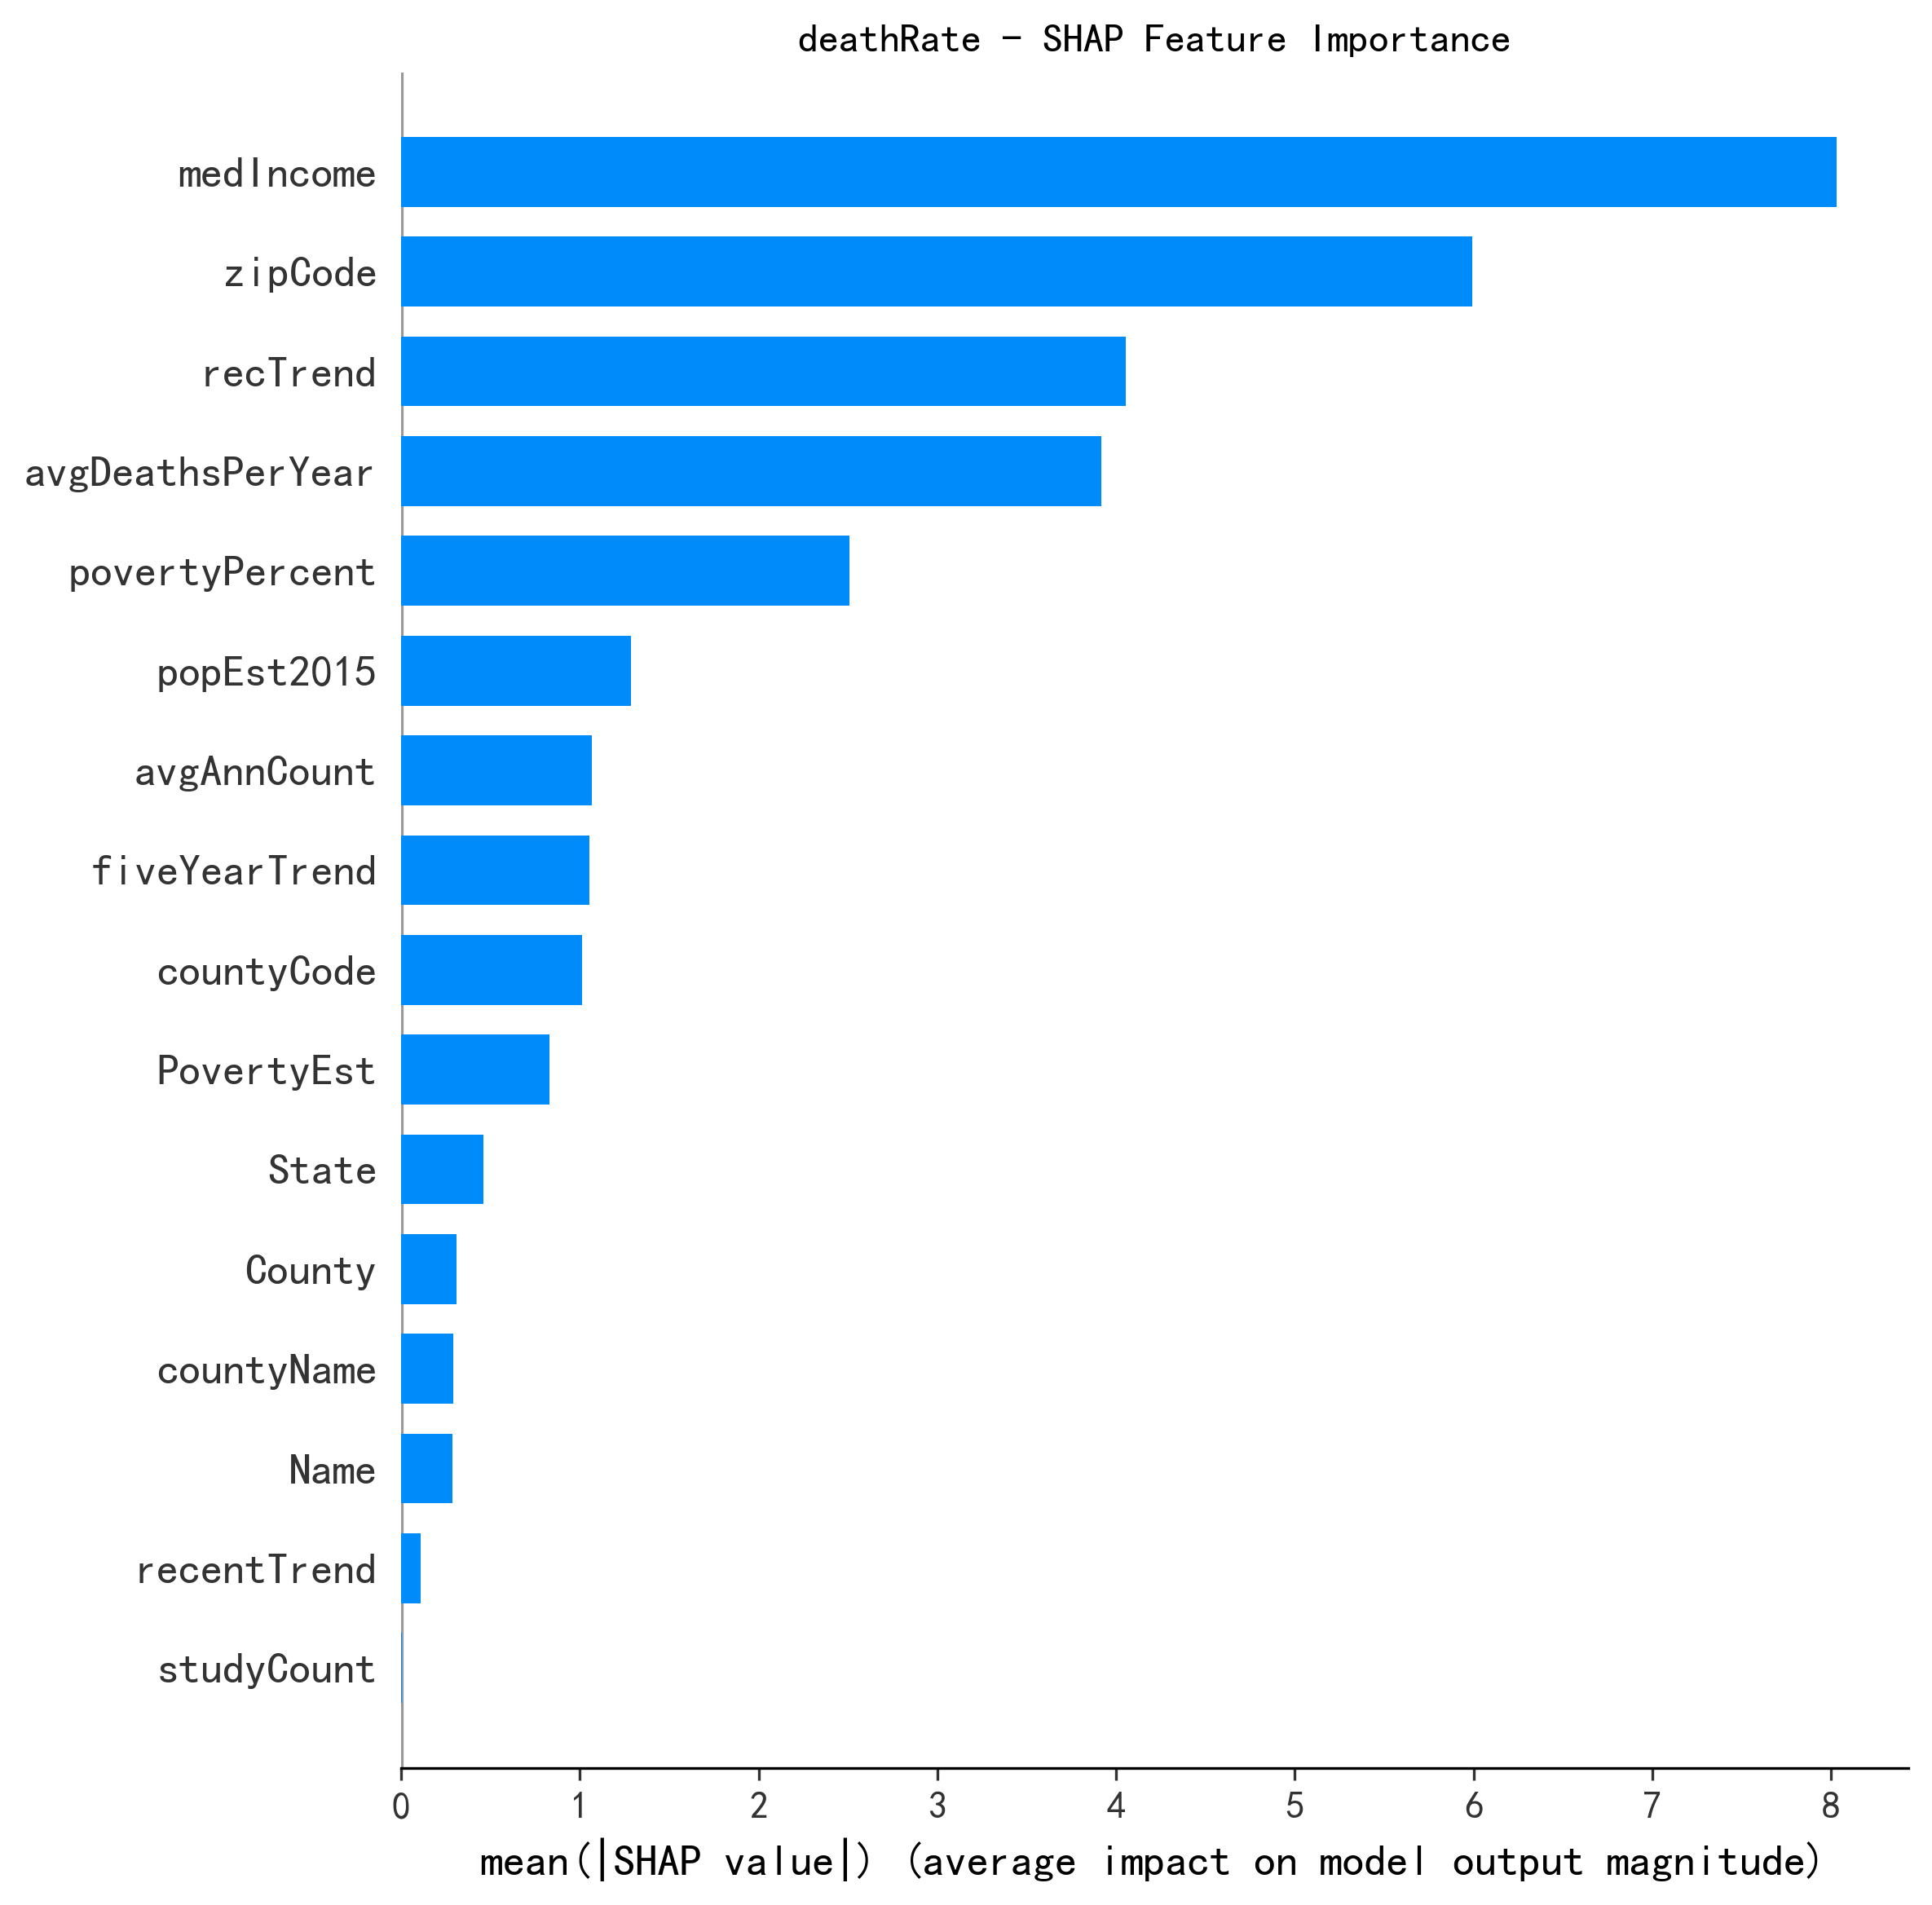 deathRate - SHAP Feature Importance
medIncome
zipCode
recTrend
avgDeathsPerYear
povertyPercent
popEst2015
avgAnnCount
fiveYearTrend
countyCode
PovertyEst
State
County
countyName
Name
recentTrend
studyCount
0 1 2 3 4 5 6 7 8
mean(|SHAP value|) (average impact on model output magnitude)